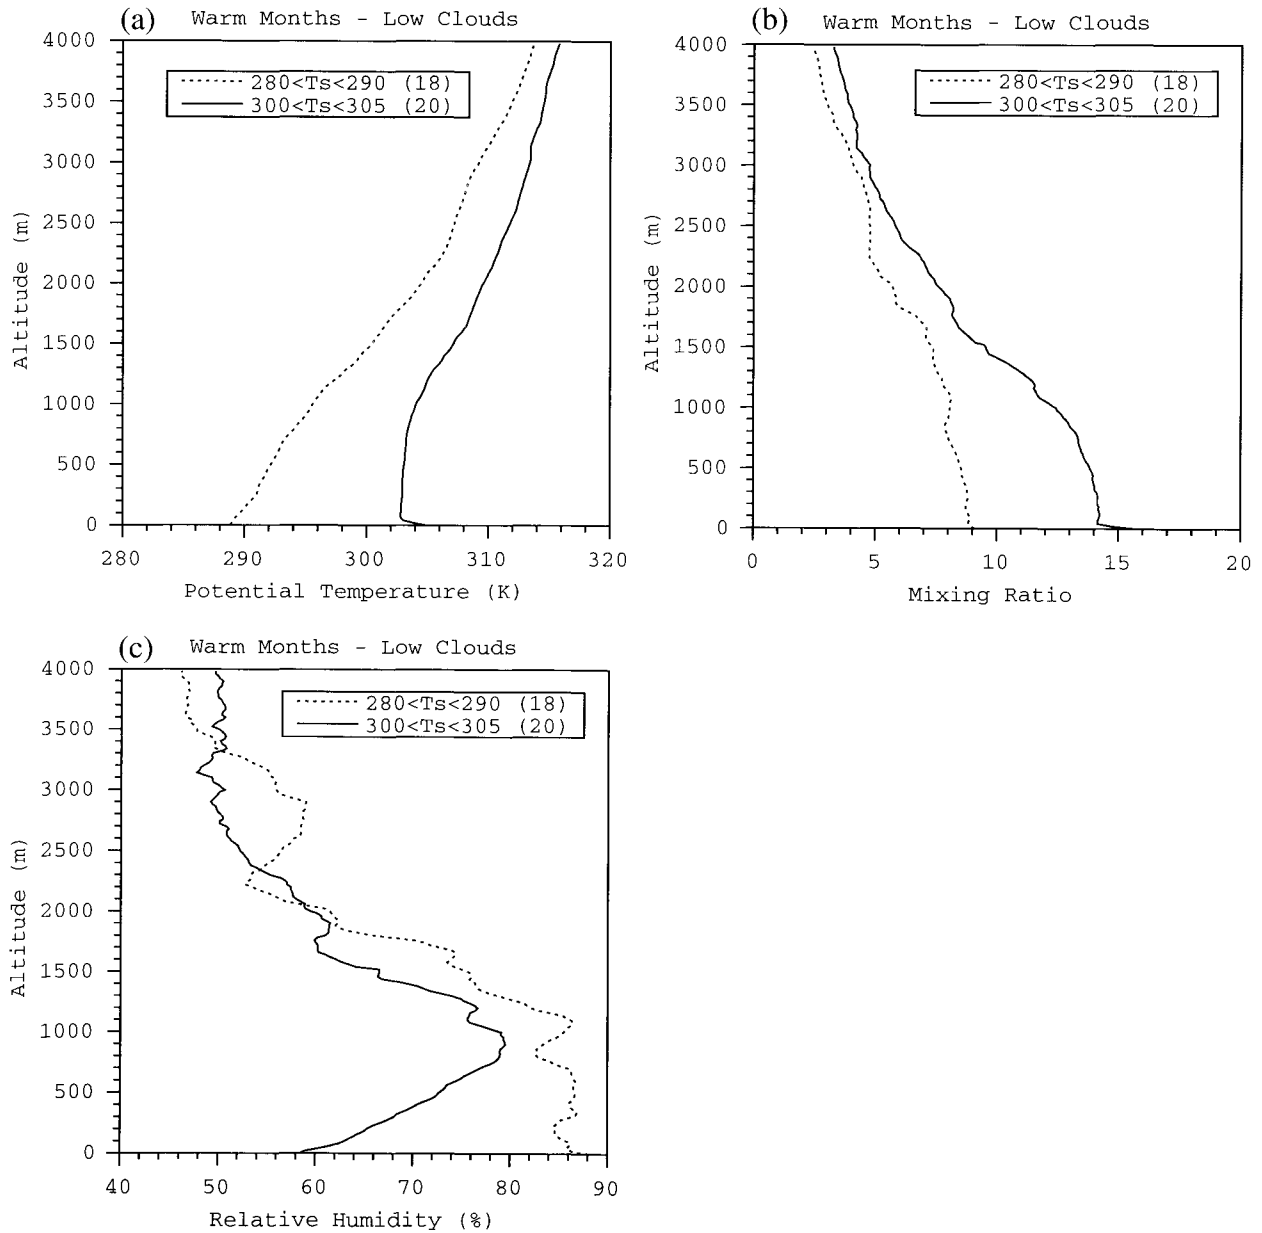 (a) Warm Months - Low Clouds
4000
3500
3000
2500
2000
1500
1000
500
0
Altitude (m)
280<Ts<290 (18)
300<Ts<305 (20)
280 290 300 310 320
Potential Temperature (K)
(b) Warm Months - Low Clouds
4000
3500
3000
2500
2000
1500
1000
500
0
Altitude (m)
280<Ts<290 (18)
300<Ts<305 (20)
0 5 10 15 20
Mixing Ratio
(c) Warm Months - Low Clouds
4000
3500
3000
2500
2000
1500
1000
500
0
Altitude (m)
280<Ts<290 (18)
300<Ts<305 (20)
40 50 60 70 80 90
Relative Humidity (%)